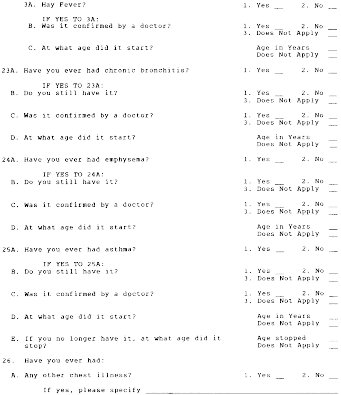 3A. Hay Fever? 1. Yes __ 2. No __
IF YES TO 3A:
B. Was it confirmed by a doctor? 1. Yes __ 2. No __
3. Does Not Apply __
C. At what age did it start? Age in Years __
Does Not Apply __
23A. Have you ever had chronic bronchitis? 1. Yes __ 2. No __
IF YES TO 23A:
B. Do you still have it? 1. Yes __ 2. No __
3. Does Not Apply __
C. Was it confirmed by a doctor? 1. Yes __ 2. No __
3. Does Not Apply __
D. At what age did it start? Age in Years __
Does Not Apply __
24A. Have you ever had emphysema? 1. Yes __ 2. No __
IF YES TO 24A:
B. Do you still have it? 1. Yes __ 2. No __
3. Does Not Apply __
C. Was it confirmed by a doctor? 1. Yes __ 2. No __
3. Does Not Apply __
D. At what age did it start? Age in Years __
Does Not Apply __
25A. Have you ever had asthma? 1. Yes __ 2. No __
IF YES TO 25A:
B. Do you still have it? 1. Yes __ 2. No __
3. Does Not Apply __
C. Was it confirmed by a doctor? 1. Yes __ 2. No __
3. Does Not Apply __
D. At what age did it start? Age in Years __
Does Not Apply __
E. If you no longer have it, at what age did it Age stopped __
stop? Does Not Apply __
26. Have you ever had:
A. Any other chest illness? 1. Yes __ 2. No __
If yes, please specify ______________________________